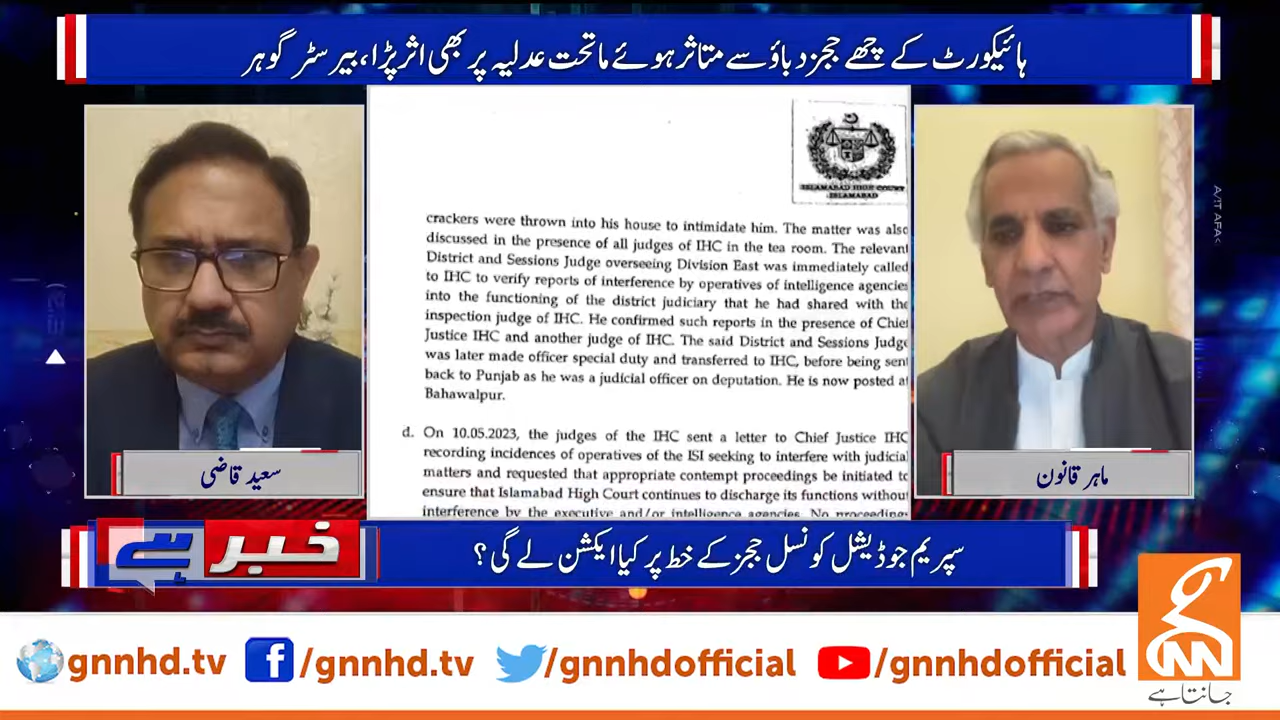 ہائیکورٹ کے چھے ججز دباؤ سے متاثر ہوئے ماتحت عدلیہ پر بھی اثر پڑا، بیرسٹر گوہر
ISLAMABAD HIGH COURT
ISLAMABAD
crackers were thrown into his house to intimidate him. The matter was also
discussed in the presence of all judges of IHC in the tea room. The relevant
District and Sessions Judge overseeing Division East was immediately called
to IHC to verify reports of interference by operatives of intelligence agencies
into the functioning of the district judiciary that he had shared with the
inspection judge of IHC. He confirmed such reports in the presence of Chief
Justice IHC and another judge of IHC. The said District and Sessions Judge
was later made officer special duty and transferred to IHC, before being sent
back to Punjab as he was a judicial officer on deputation. He is now posted at
Bahawalpur.
d. On 10.05.2023, the judges of the IHC sent a letter to Chief Justice IHC
recording incidences of operatives of the ISI seeking to interfere with judicial
matters and requested that appropriate contempt proceedings be initiated to
ensure that Islamabad High Court continues to discharge its functions without
interference by the executive and/or intelligence agencies. No proceedings
سعید قاضی
ماہر قانون
خبر ہے
سپریم جوڈیشل کونسل ججز کے خط پر کیا ایکشن لے گی؟
gnnhd.tv
/gnnhd.tv
/gnnhdofficial
/gnnhdofficial
GNN
جانتا ہے